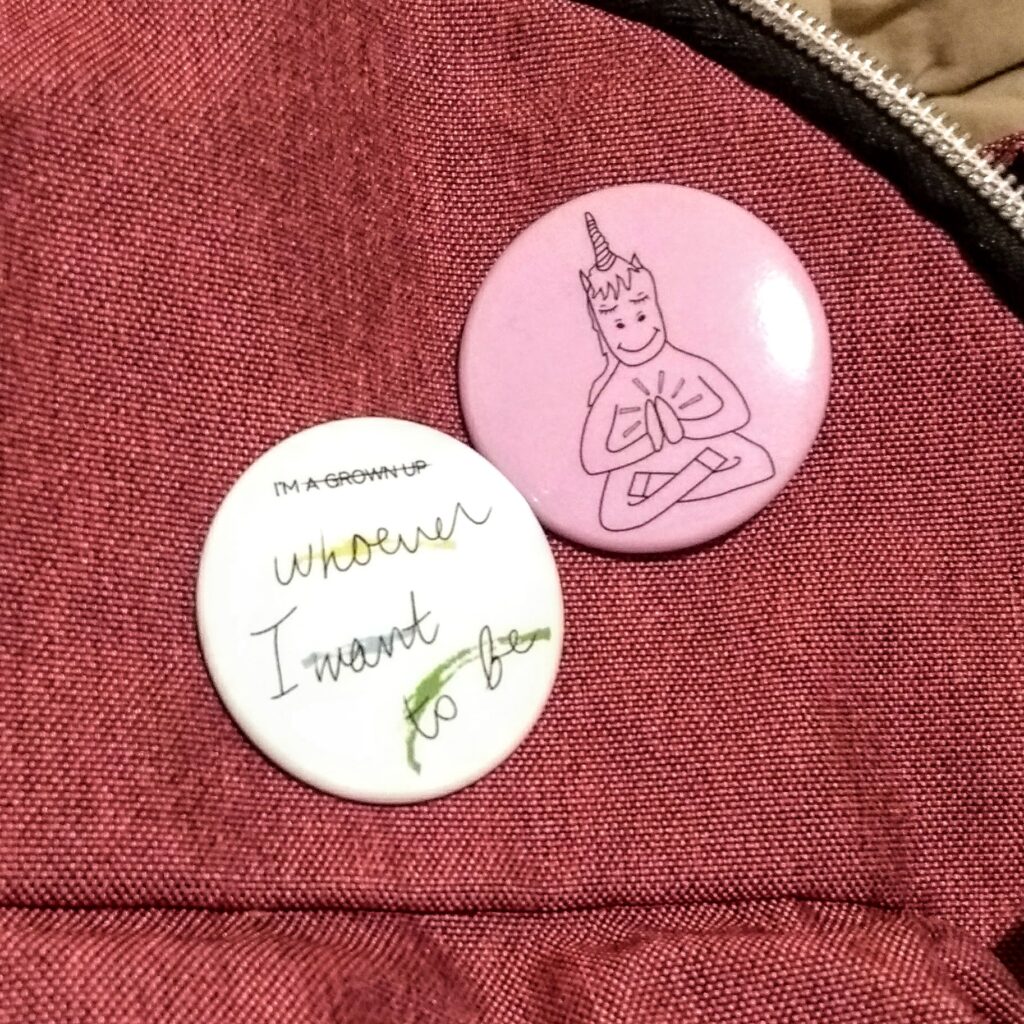 I'M A GROWN UP
whoever
I want
to be